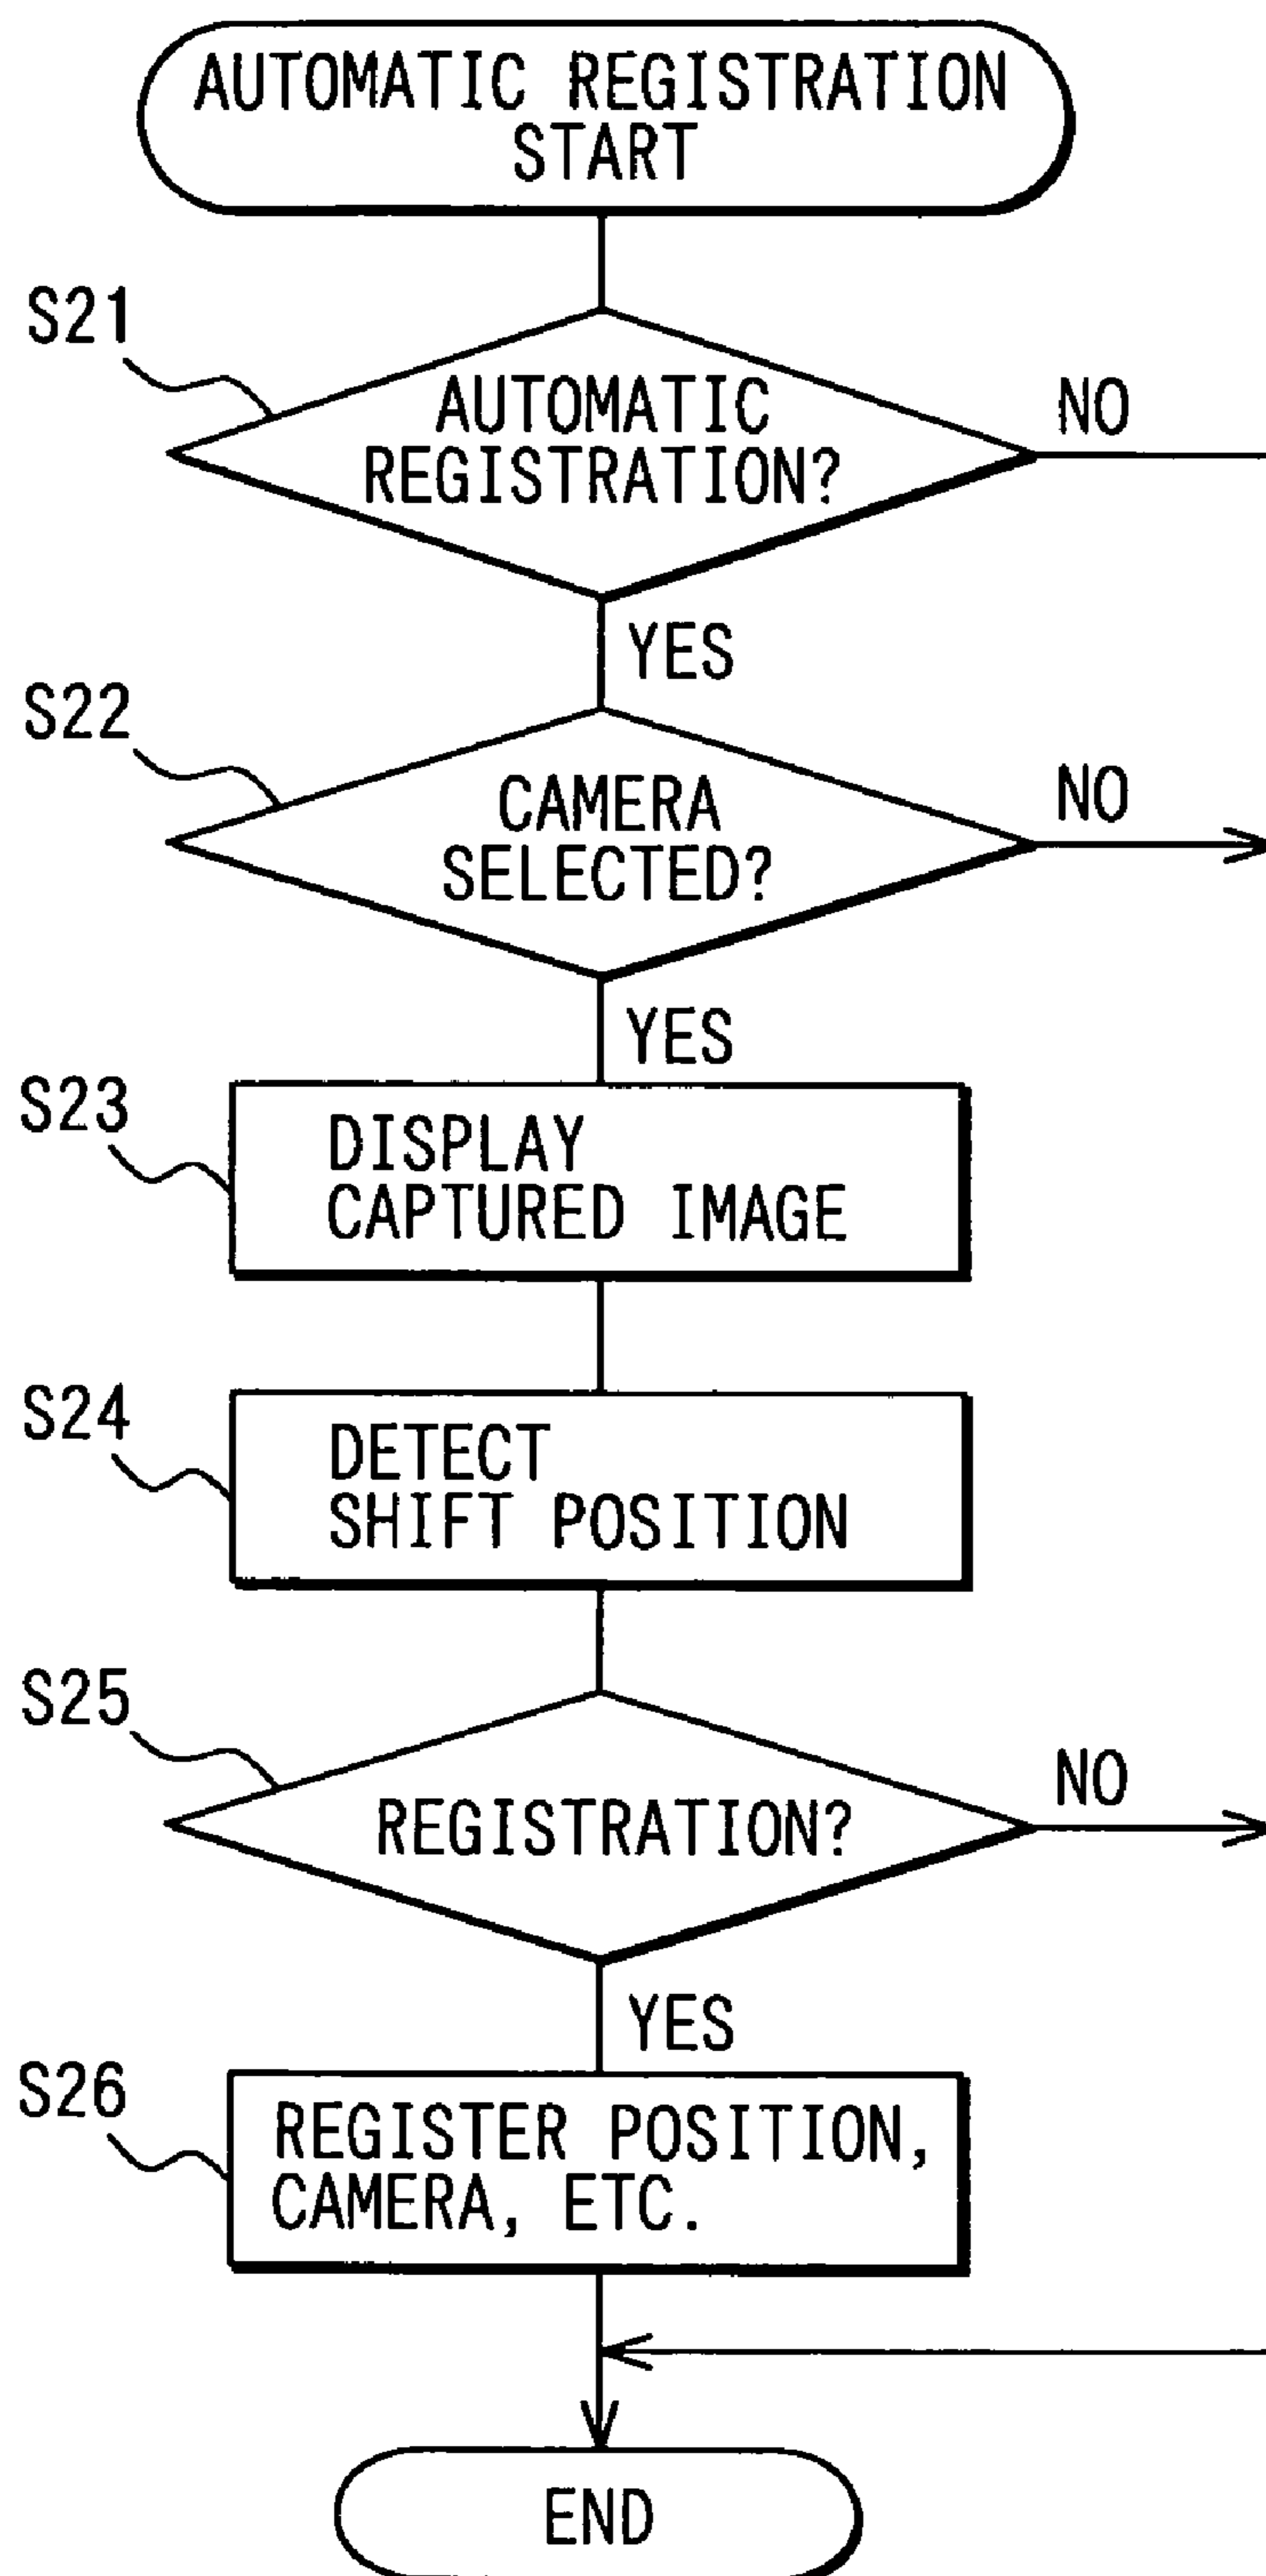 AUTOMATIC REGISTRATION
START
S21
AUTOMATIC
REGISTRATION?
NO
YES
S22
CAMERA
SELECTED?
NO
YES
S23
DISPLAY
CAPTURED IMAGE
S24
DETECT
SHIFT POSITION
S25
REGISTRATION?
NO
YES
S26
REGISTER POSITION,
CAMERA, ETC.
END